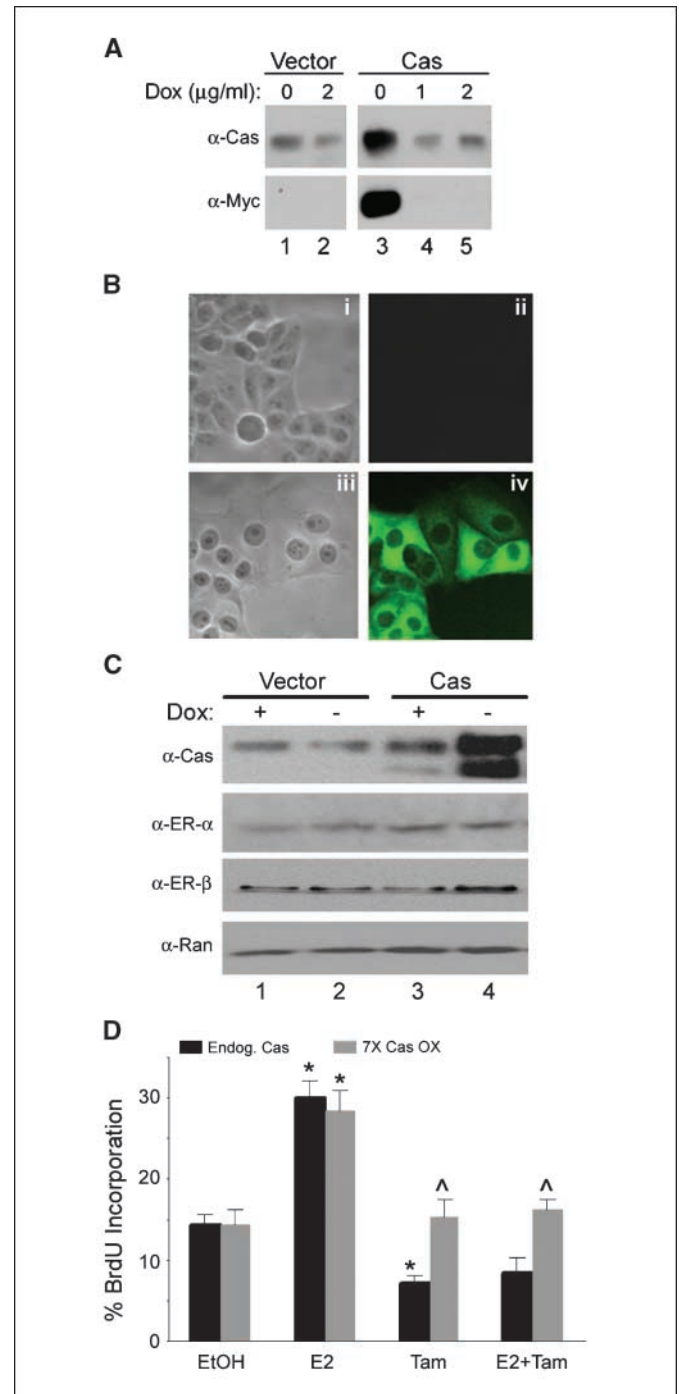 A
Vector Cas
Dox (μg/ml): 0 2 0 1 2
α-Cas
α-Myc
1 2 3 4 5
B
i ii
iii iv
C
Vector Cas
Dox: + - + -
α-Cas
α-ER-α
α-ER-β
α-Ran
1 2 3 4
D
Endog. Cas 7X Cas OX
% BrdU Incorporation
30
20
10
0
* *
* ^ ^
EtOH E2 Tam E2+Tam